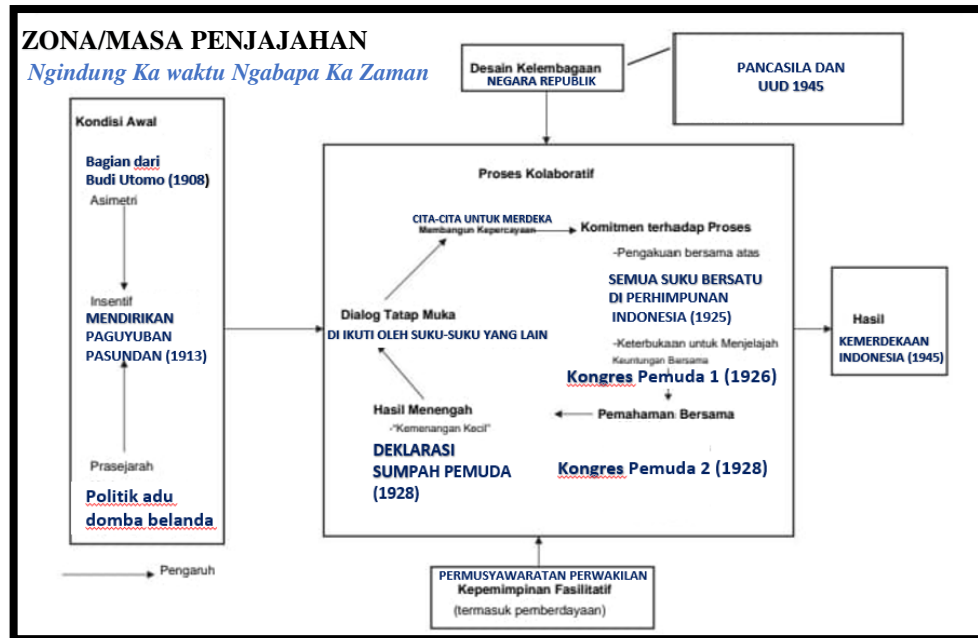 ZONA/MASA PENJAJAHAN
Ngindung Ka waktu Ngabapa Ka Zaman
Desain Kelembagaan
NEGARA REPUBLIK
PANCASILA DAN
UUD 1945
Kondisi Awal
Bagian dari
Budi Utomo (1908)
Asimetri
Insentif
MENDIRIKAN
PAGUYUBAN
PASUNDAN (1913)
Prasejarah
Politik adu
domba belanda
Pengaruh
Proses Kolaboratif
CITA-CITA UNTUK MERDEKA
Membangun Kepercayaan
Komitmen terhadap Proses
-Pengakuan bersama atas
SEMUA SUKU BERSATU
DI PERHIMPUNAN
INDONESIA (1925)
-Keterbukaan untuk Menjelajah
Keuntungan Bersama
Kongres Pemuda 1 (1926)
Pemahaman Bersama
Kongres Pemuda 2 (1928)
Dialog Tatap Muka
DI IKUTI OLEH SUKU-SUKU YANG LAIN
Hasil Menengah
-"Kemenangan Kecil"
DEKLARASI
SUMPAH PEMUDA
(1928)
Hasil
KEMERDEKAAN
INDONESIA (1945)
PERMUSYAWARATAN PERWAKILAN
Kepemimpinan Fasilitatif
(termasuk pemberdayaan)